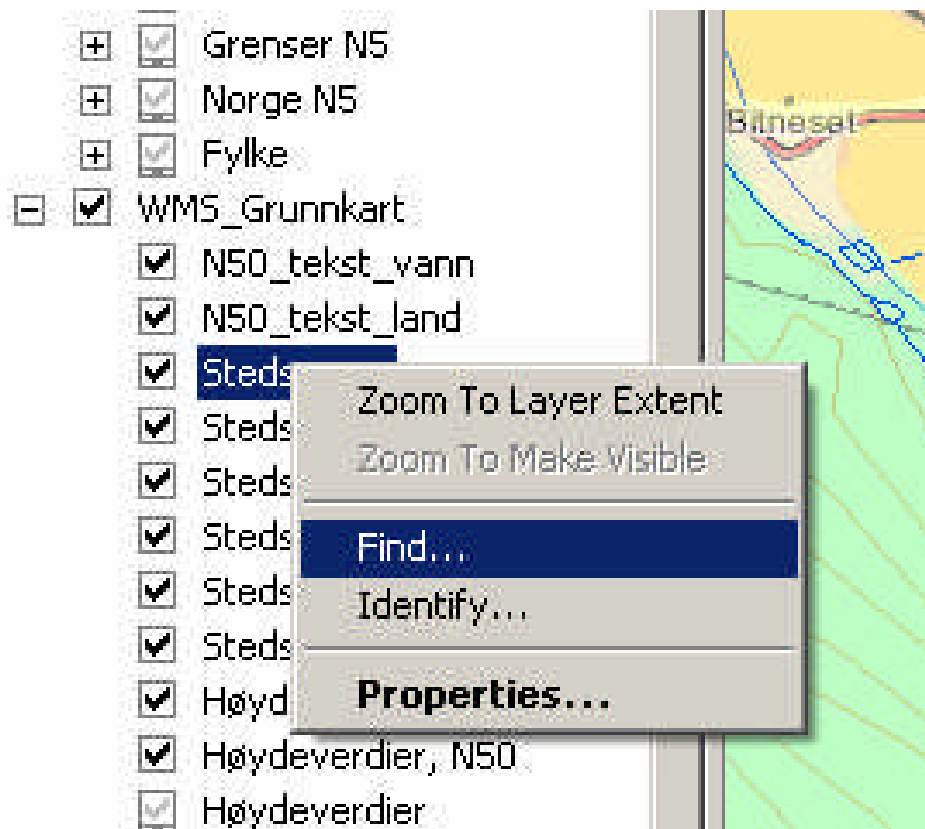 Grenser N5
Norge N5
Fylke
WMS_Grunnkart
N50_tekst_vann
N50_tekst_land
Steds
Steds
Steds
Steds
Steds
Steds
Høyd
Høydeverdier, N50
Høydeverdier
Zoom To Layer Extent
Zoom To Make Visible
Find...
Identify...
Properties...